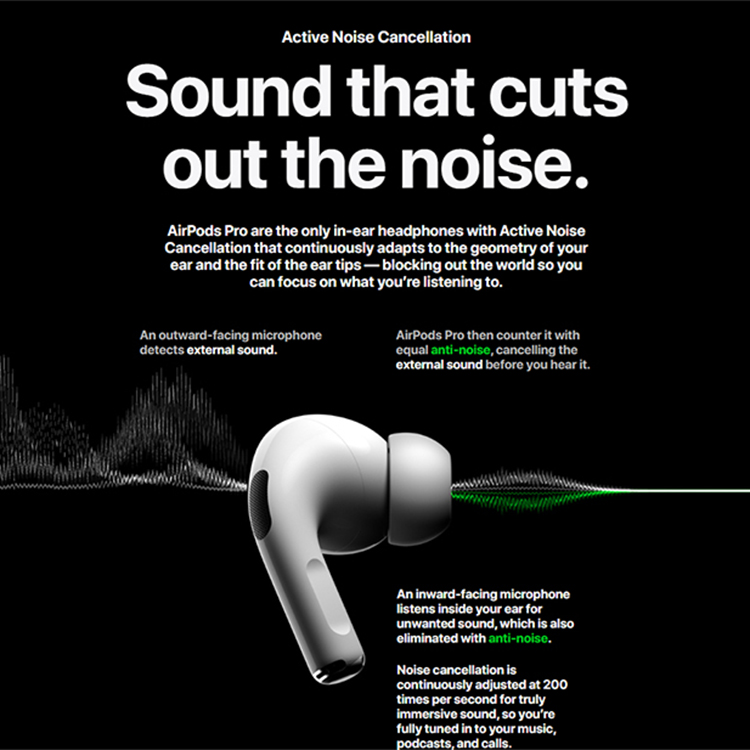 Active Noise Cancellation
Sound that cuts
out the noise.
AirPods Pro are the only in-ear headphones with Active Noise
Cancellation that continuously adapts to the geometry of your
ear and the fit of the ear tips — blocking out the world so you
can focus on what you're listening to.
An outward-facing microphone
detects external sound.
AirPods Pro then counter it with
equal anti-noise, cancelling the
external sound before you hear it.
An inward-facing microphone
listens inside your ear for
unwanted sound, which is also
eliminated with anti-noise.
Noise cancellation is
continuously adjusted at 200
times per second for truly
immersive sound, so you're
fully tuned in to your music,
podcasts, and calls.